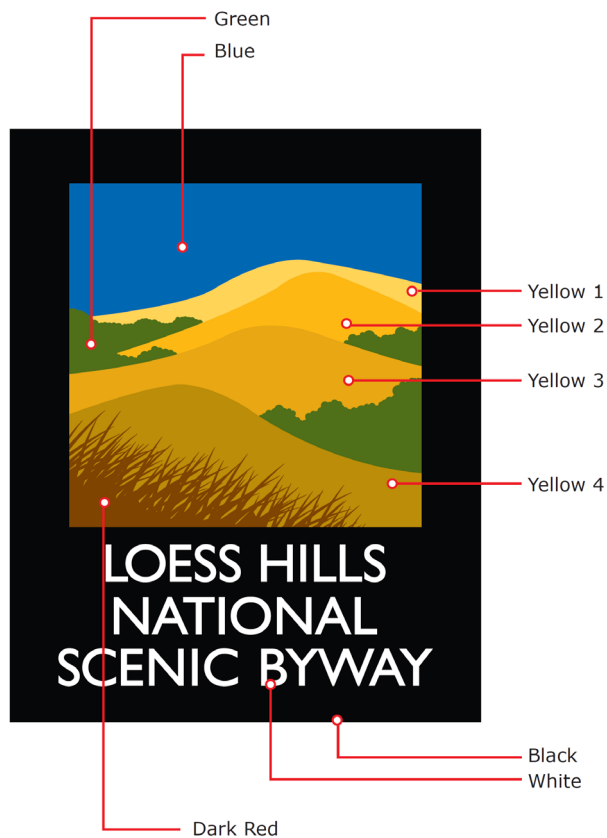 Green
Blue
Yellow 1
Yellow 2
Yellow 3
Yellow 4
LOESS HILLS
NATIONAL
SCENIC BYWAY
Black
White
Dark Red